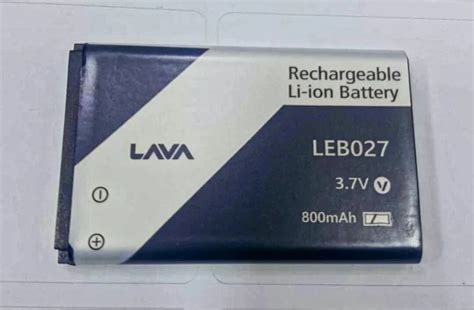 Rechargeable
Li-ion Battery
LAVA
LEB027
3.7V
800mAh